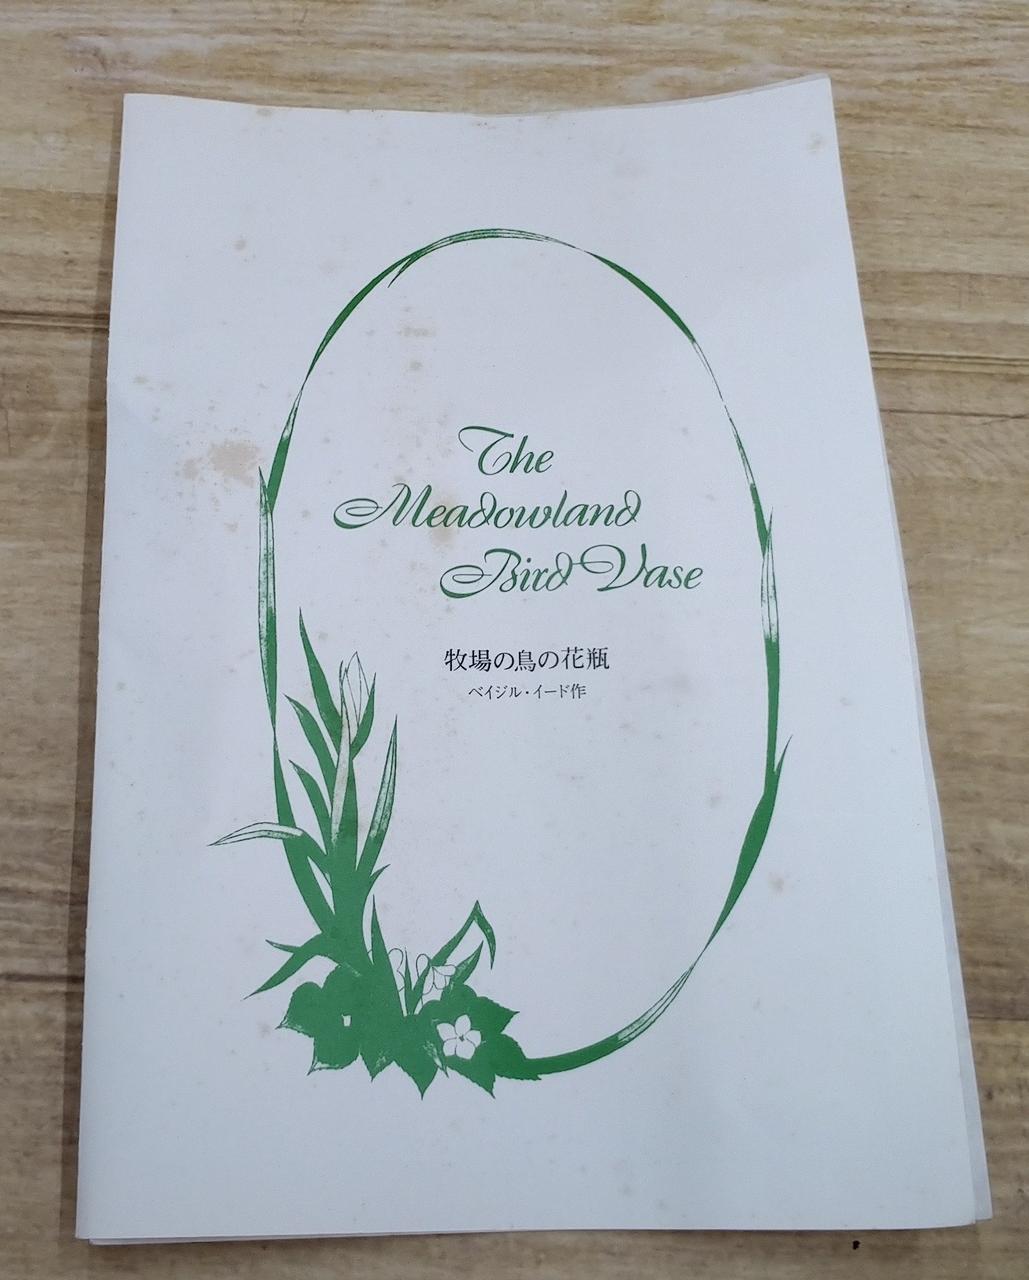 The
Meadowland
Bird Vase
牧場の鳥の花瓶
ベイジル・イード作